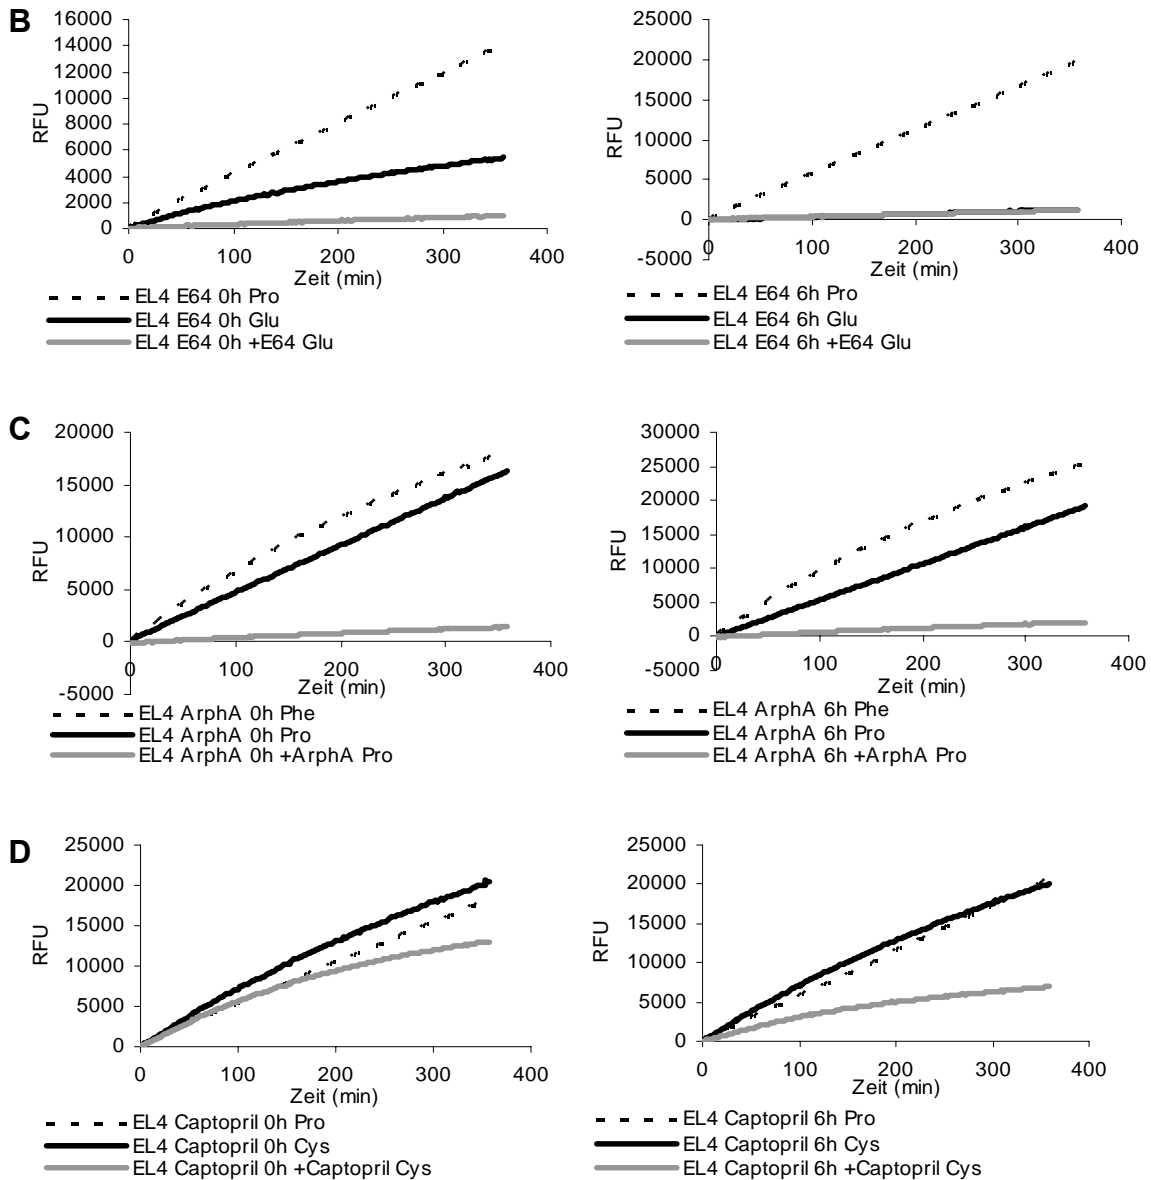 B
16000
14000
12000
10000
8000
6000
4000
2000
0
RFU
0 100 200 300 400
Zeit (min)
EL4 E64 0h Pro
EL4 E64 0h Glu
EL4 E64 0h +E64 Glu
25000
20000
15000
10000
5000
0
-5000
RFU
0 100 200 300 400
Zeit (min)
EL4 E64 6h Pro
EL4 E64 6h Glu
EL4 E64 6h +E64 Glu
C
20000
15000
10000
5000
0
-5000
RFU
0 100 200 300 400
Zeit (min)
EL4 ArphA 0h Phe
EL4 ArphA 0h Pro
EL4 ArphA 0h +ArphA Pro
30000
25000
20000
15000
10000
5000
0
-5000
RFU
0 100 200 300 400
Zeit (min)
EL4 ArphA 6h Phe
EL4 ArphA 6h Pro
EL4 ArphA 6h +ArphA Pro
D
25000
20000
15000
10000
5000
0
RFU
0 100 200 300 400
Zeit (min)
EL4 Captopril 0h Pro
EL4 Captopril 0h Cys
EL4 Captopril 0h +Captopril Cys
25000
20000
15000
10000
5000
0
RFU
0 100 200 300 400
Zeit (min)
EL4 Captopril 6h Pro
EL4 Captopril 6h Cys
EL4 Captopril 6h +Captopril Cys